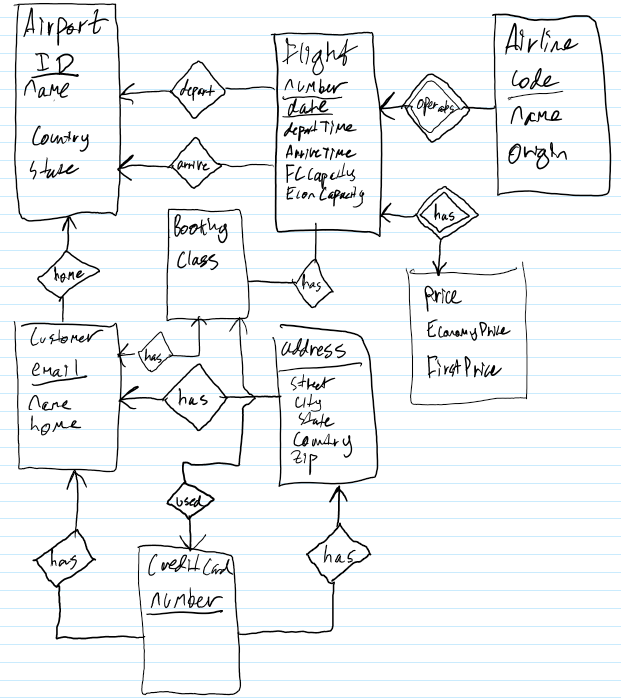 Airport
ID
name
Country
State
depart
arrive
Flight
number
date
depart Time
Arrive Time
FC Capacity
Econ Capacity
operates
Airline
code
name
Origin
has
Price
Economy Price
First Price
home
Booking
Class
has
Customer
email
name
home
has
has
address
street
City
state
Country
Zip
used
has
Credit Card
number
has